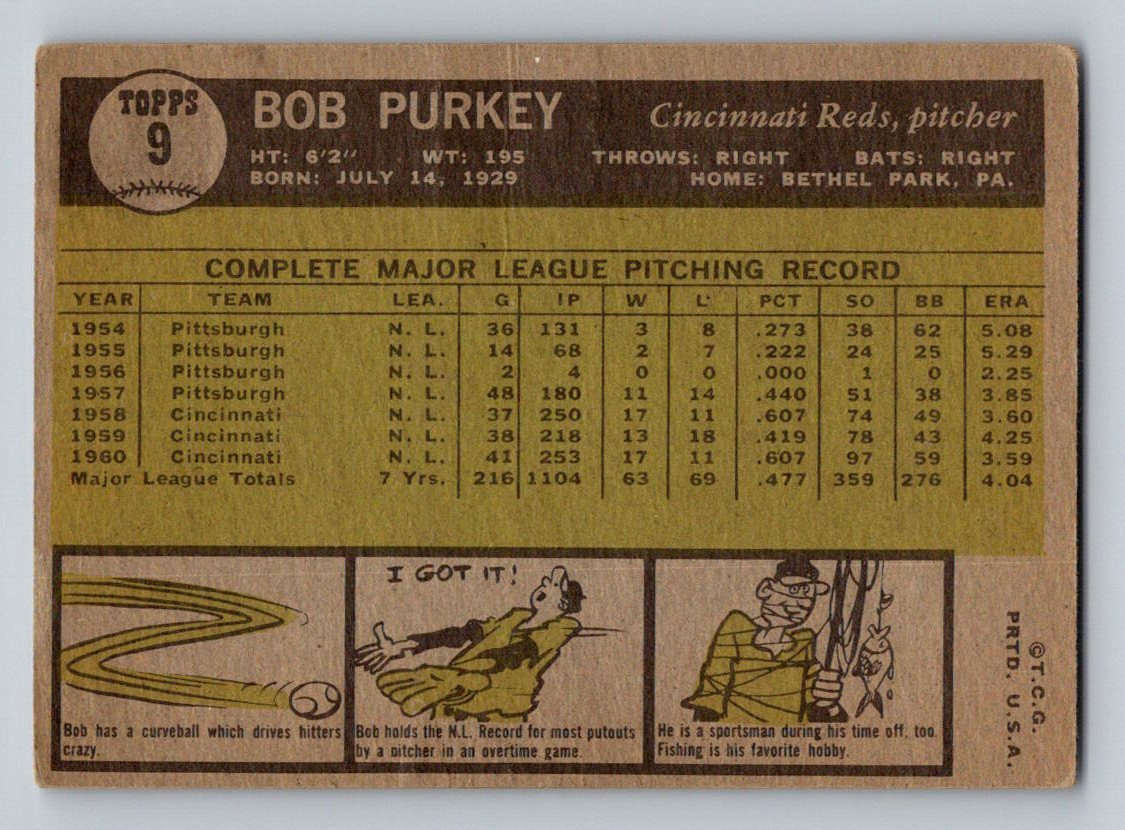 TOPPS
9
BOB PURKEY
Cincinnati Reds, pitcher
HT: 6'2" WT: 195 THROWS: RIGHT BATS: RIGHT
BORN: JULY 14, 1929 HOME: BETHEL PARK, PA.
COMPLETE MAJOR LEAGUE PITCHING RECORD
YEAR TEAM LEA. G IP W L PCT SO BB ERA
1954 Pittsburgh N. L. 36 131 3 8 .273 38 62 5.08
1955 Pittsburgh N. L. 14 68 2 7 .222 24 25 5.29
1956 Pittsburgh N. L. 2 4 0 0 .000 1 0 2.25
1957 Pittsburgh N. L. 48 180 11 14 .440 51 38 3.85
1958 Cincinnati N. L. 37 250 17 11 .607 74 49 3.60
1959 Cincinnati N. L. 38 218 13 18 .419 78 43 4.25
1960 Cincinnati N. L. 41 253 17 11 .607 97 59 3.59
Major League Totals 7 Yrs. 216 1104 63 69 .477 359 276 4.04
Bob has a curveball which drives hitters
crazy.
I GOT IT!
Bob holds the N.L. Record for most putouts
by a pitcher in an overtime game.
He is a sportsman during his time off, too.
Fishing is his favorite hobby.
©T.C.G.
PRTD. U.S.A.